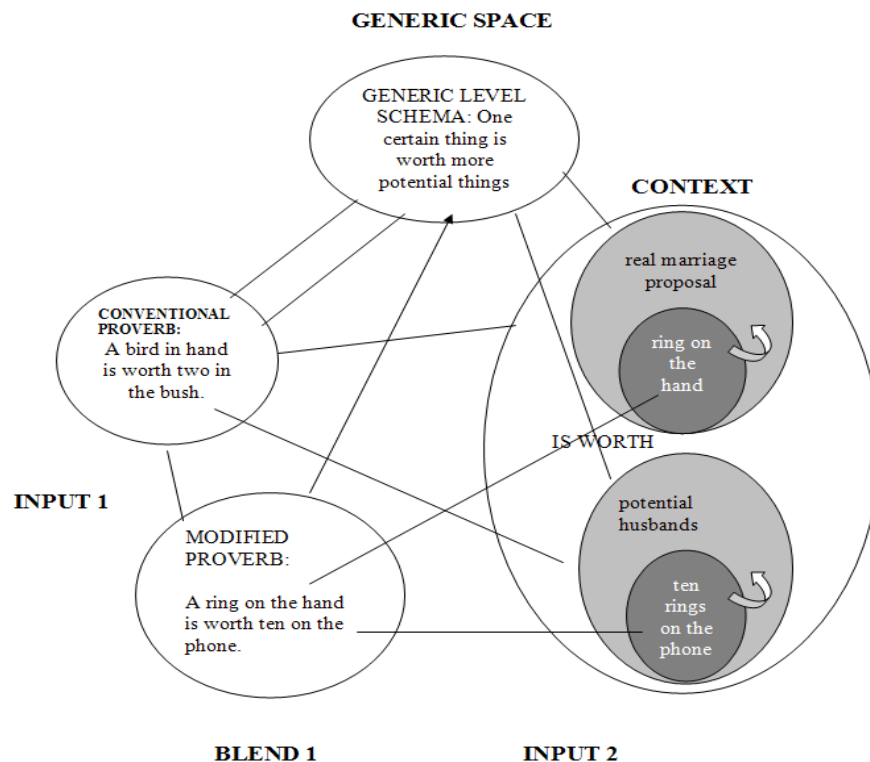 GENERIC SPACE
GENERIC LEVEL
SCHEMA: One
certain thing is
worth more
potential things
CONTEXT
real marriage
proposal
ring on
the
hand
CONVENTIONAL
PROVERB:
A bird in hand
is worth two in
the bush.
IS WORTH
INPUT 1
MODIFIED
PROVERB:
A ring on the hand
is worth ten on the
phone.
potential
husbands
ten
rings
on the
phone
BLEND 1
INPUT 2